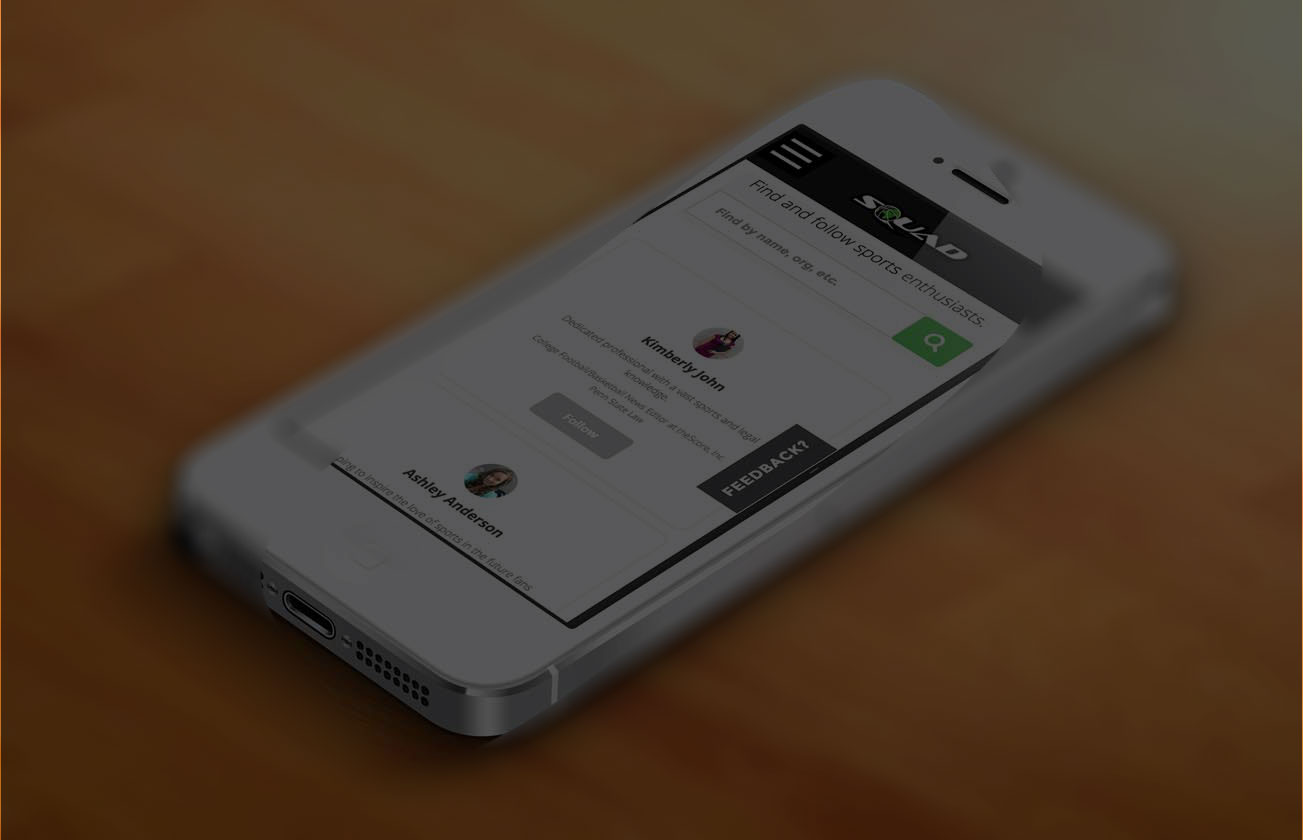 SQUAD
Find and follow sports enthusiasts.
Find by name, org, etc.
Kimberly John
Dedicated professional with a vast sports and legal
knowledge.
College Football/Basketball News Editor at theScore, Inc.
Penn State Law
Follow
FEEDBACK?
Ashley Anderson
ping to inspire the love of sports in the future fans